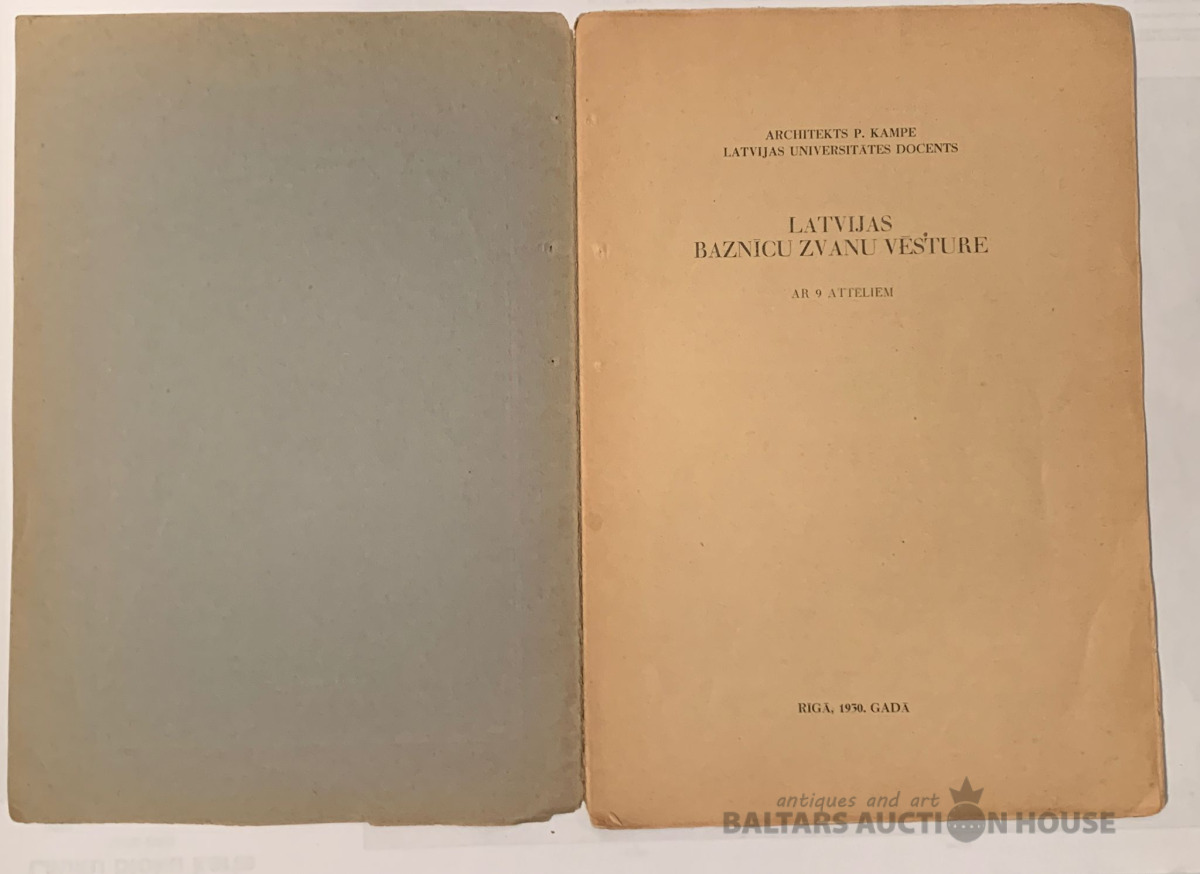 ARCHITEKTS P. KAMPE
LATVIJAS UNIVERSITĀTES DOCENTS
LATVIJAS
BAZNĪCU ZVANU VĒSTURE
AR 9 ATTELIEM
RĪGĀ, 1930. GADĀ
antiques and art
BALTARS AUCTION HOUSE